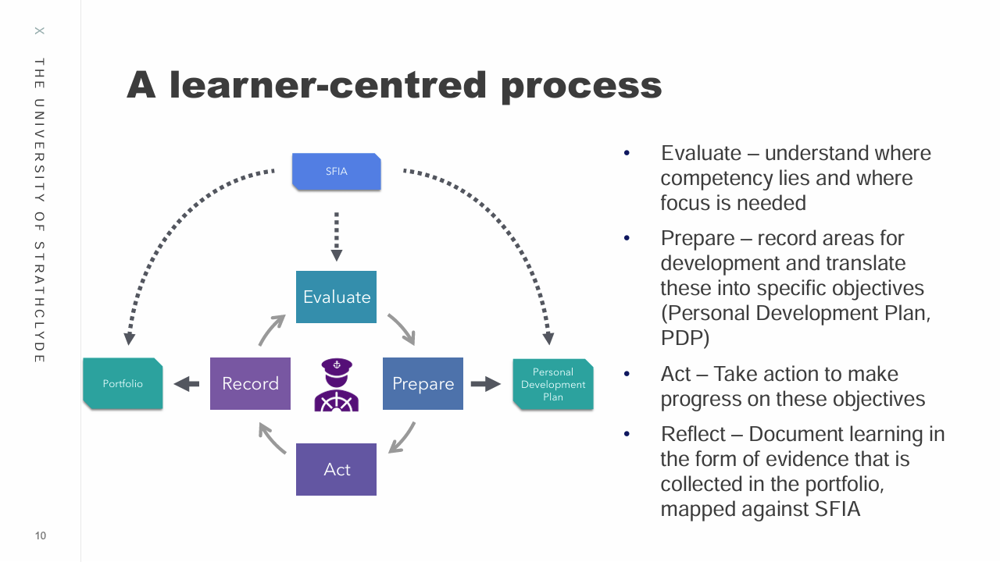 X THE UNIVERSITY OF STRATHCLYDE
A learner-centred process
SFIA
Evaluate
Portfolio
Record
Prepare
Personal
Development
Plan
Act
• Evaluate – understand where
competency lies and where
focus is needed
• Prepare – record areas for
development and translate
these into specific objectives
(Personal Development Plan,
PDP)
• Act – Take action to make
progress on these objectives
• Reflect – Document learning in
the form of evidence that is
collected in the portfolio,
mapped against SFIA
10